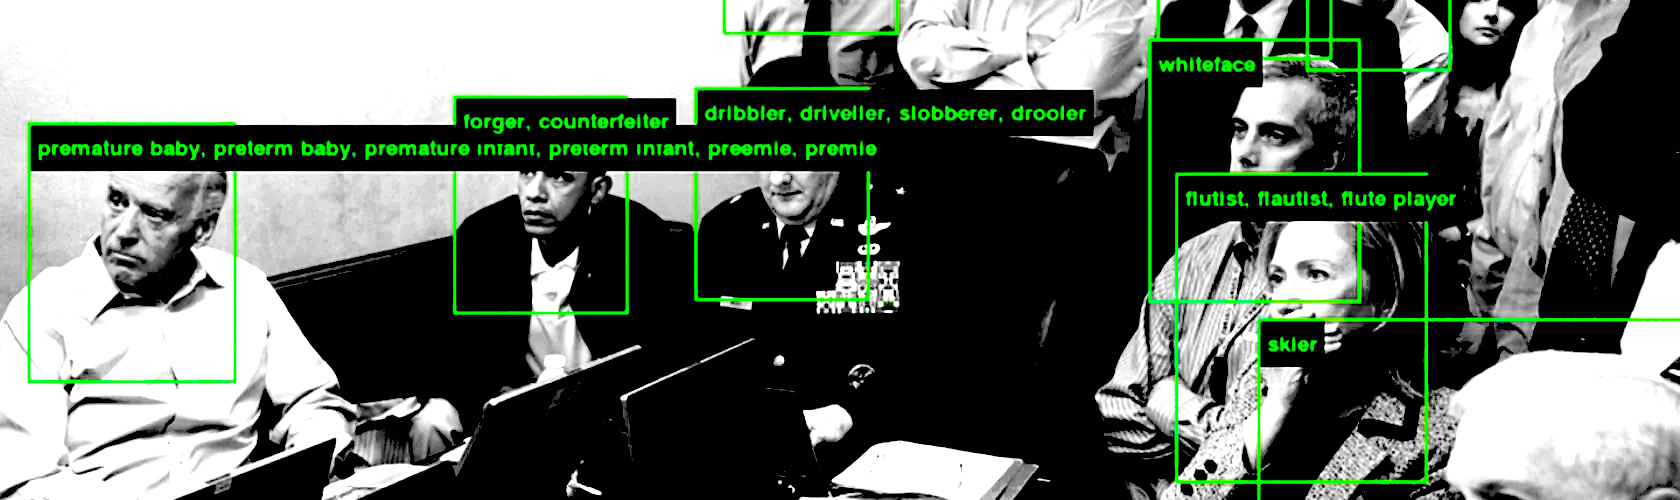 whiteface
dribbler, driveller, slobberer, drooler
forger, counterfeiter
premature baby, preterm baby, premature infant, preterm infant, preemie, premie
flutist, flautist, flute player
skier